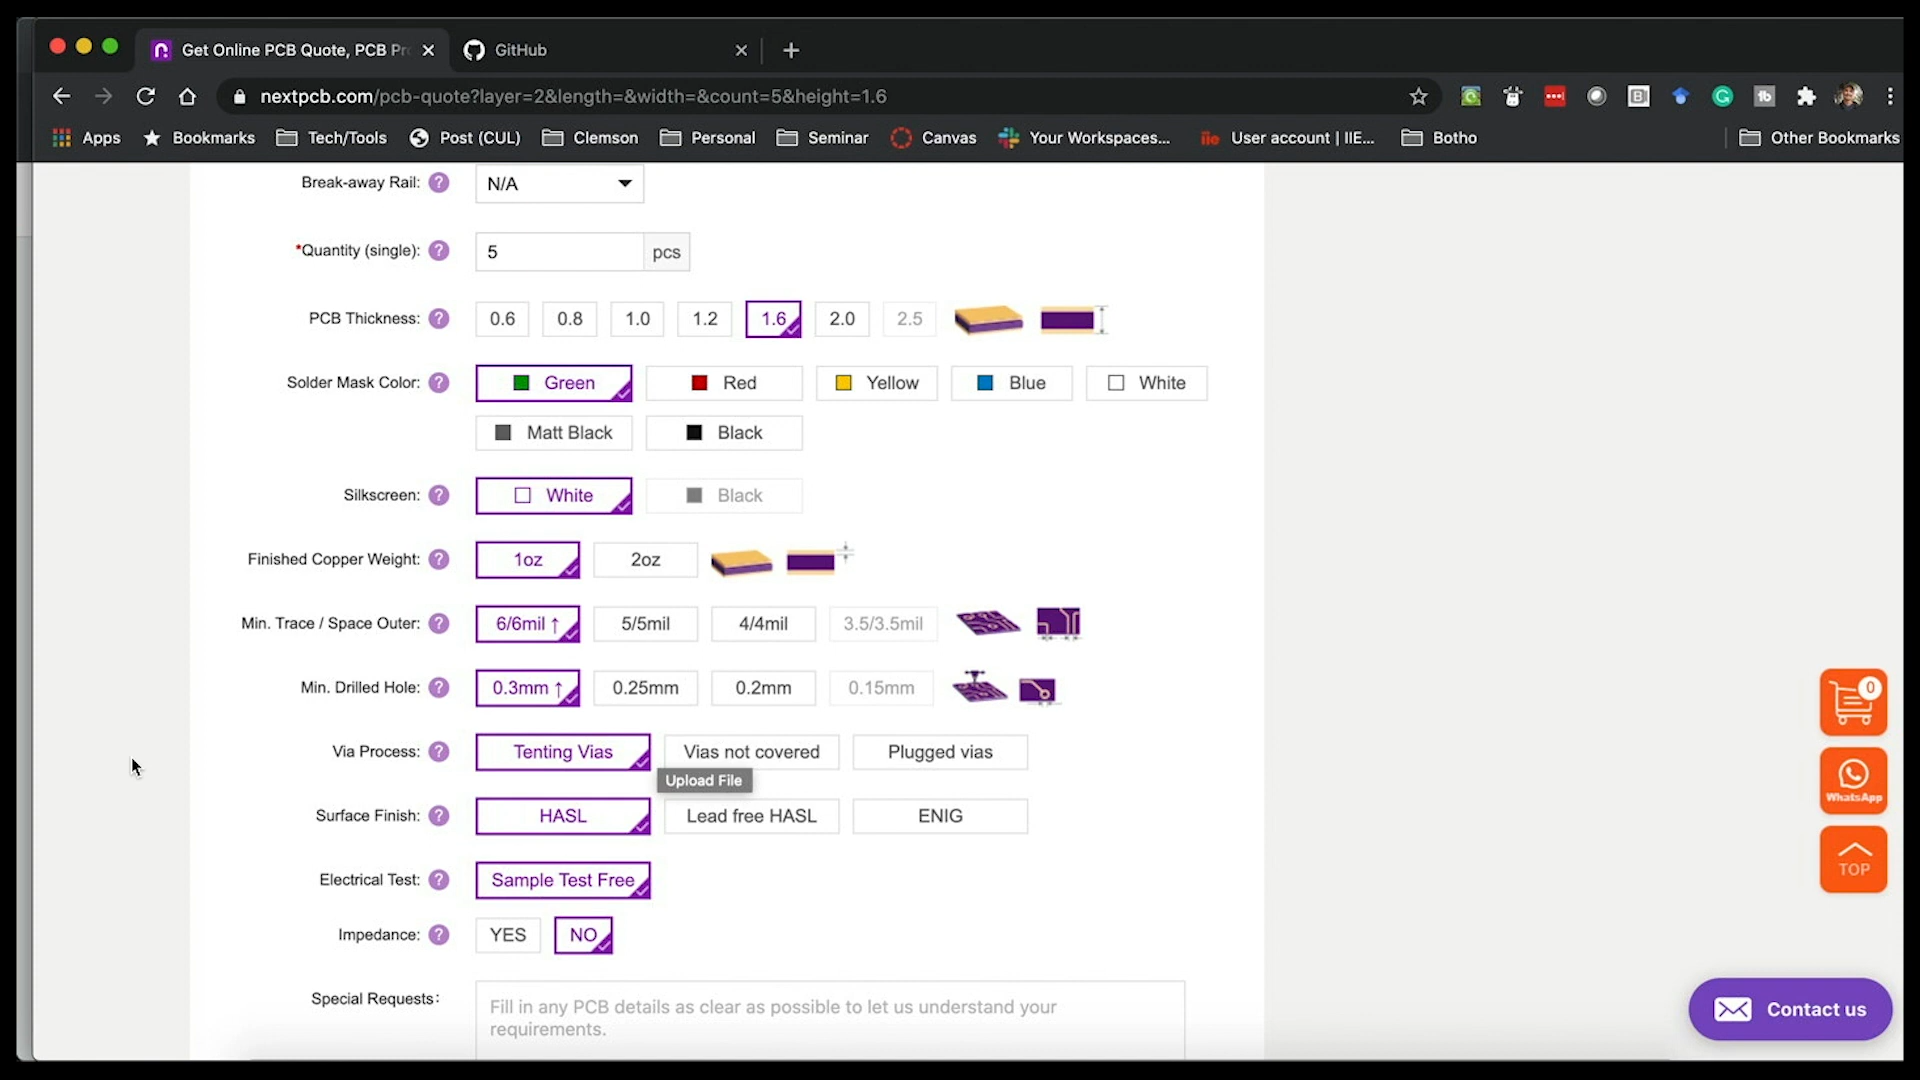 Get Online PCB Quote, PCB Pr
GitHub
nextpcb.com/pcb-quote?layer=2&length=&width=&count=5&height=1.6
Apps Bookmarks Tech/Tools Post (CUL) Clemson Personal Seminar Canvas Your Workspaces... User account | IIE... Botho Other Bookmarks
Break-away Rail: ? N/A
*Quantity (single): ? 5 pcs
PCB Thickness: ? 0.6 0.8 1.0 1.2 1.6 2.0 2.5
Solder Mask Color: ? Green Red Yellow Blue White
Matt Black Black
Silkscreen: ? White Black
Finished Copper Weight: ? 1oz 2oz
Min. Trace / Space Outer: ? 6/6mil ↑ 5/5mil 4/4mil 3.5/3.5mil
Min. Drilled Hole: ? 0.3mm ↑ 0.25mm 0.2mm 0.15mm
0
Via Process: ? Tenting Vias Vias not covered Plugged vias
Upload File
WhatsApp
Surface Finish: ? HASL Lead free HASL ENIG
TOP
Electrical Test: ? Sample Test Free
Impedance: ? YES NO
Special Requests: Fill in any PCB details as clear as possible to let us understand your
requirements.
Contact us